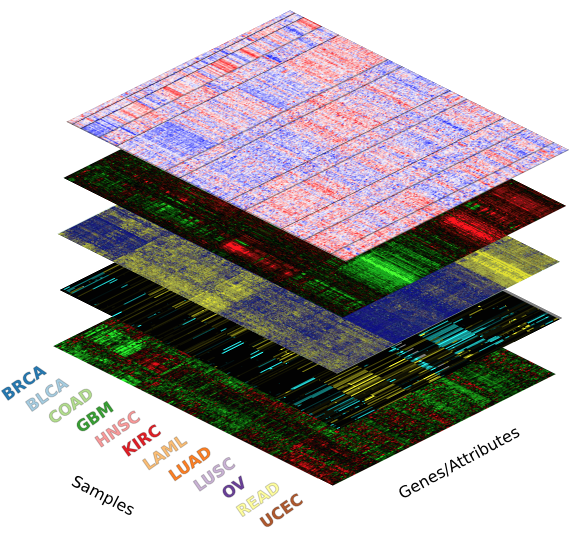 BRCA
BLCA
COAD
GBM
HNSC
KIRC
LAML
LUAD
LUSC
OV
READ
UCEC
Samples
Genes/Attributes